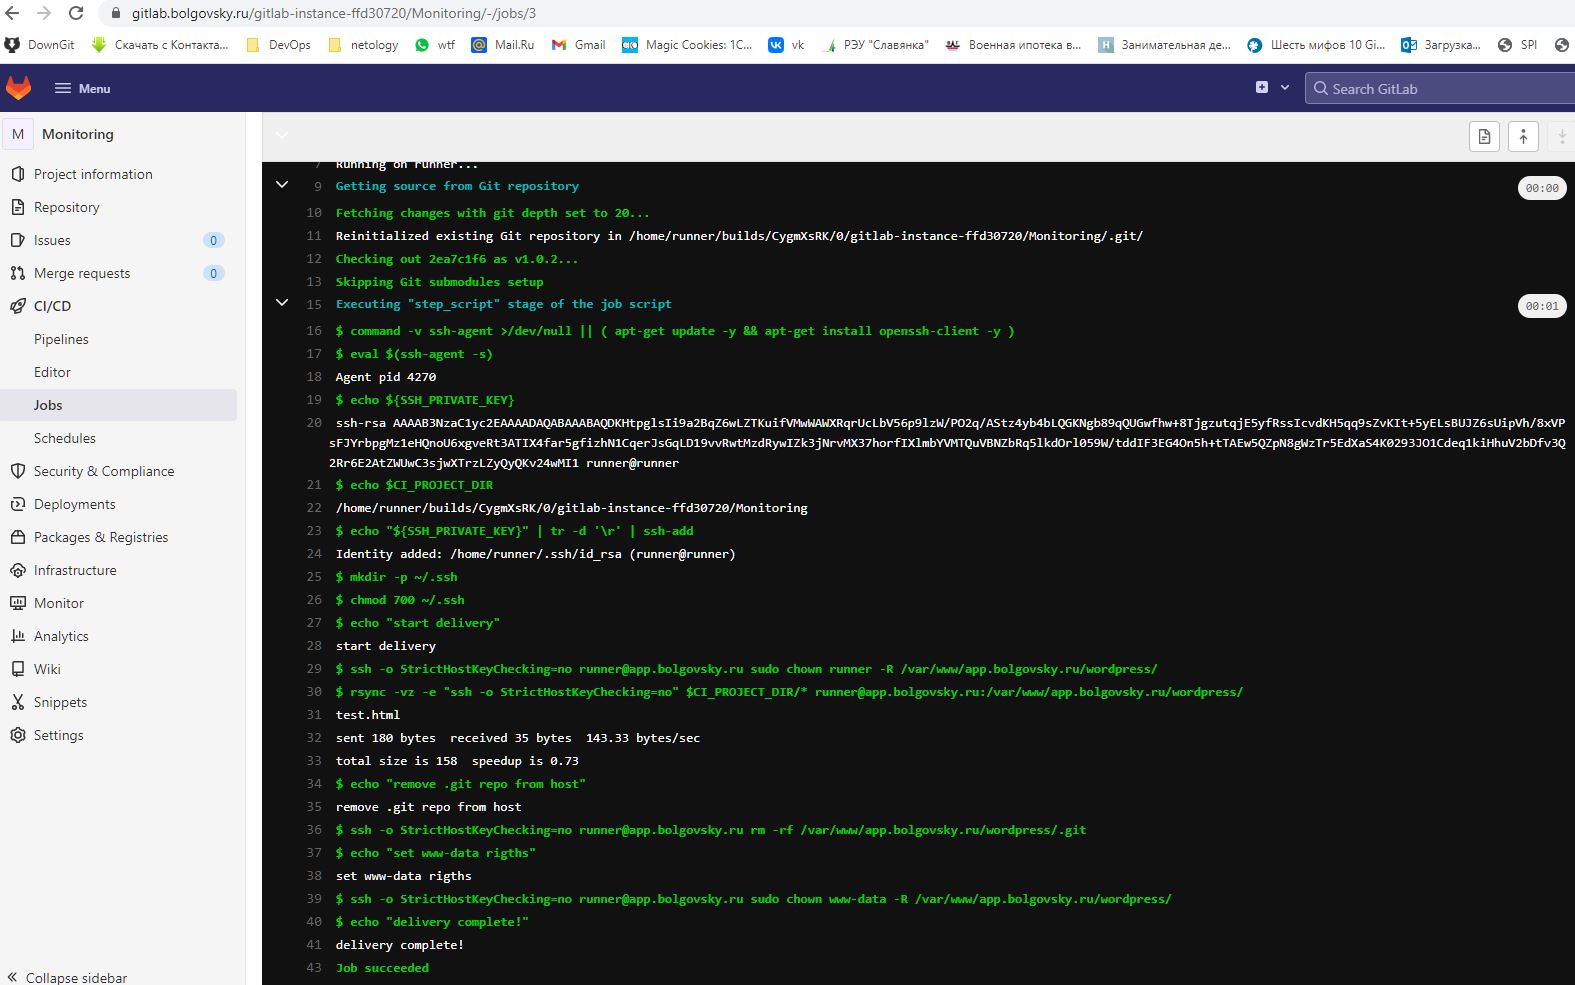 gitlab.bolgovsky.ru/gitlab-instance-ffd30720/Monitoring/-/jobs/3
DownGit Скачать с Контакта... DevOps netology wtf Mail.Ru Gmail Magic Cookies: 1С... vk РЭУ "Славянка" Военная ипотека в... Занимательная де... Шесть мифов 10 Gi... Загрузка... SPI
Menu
Search GitLab
M Monitoring
Project information
Repository
Issues 0
Merge requests 0
CI/CD
Pipelines
Editor
Jobs
Schedules
Security & Compliance
Deployments
Packages & Registries
Infrastructure
Monitor
Analytics
Wiki
Snippets
Settings
Collapse sidebar
7 Running on runner...
9 Getting source from Git repository 00:00
10 Fetching changes with git depth set to 20...
11 Reinitialized existing Git repository in /home/runner/builds/CygmXsRK/0/gitlab-instance-ffd30720/Monitoring/.git/
12 Checking out 2ea7c1f6 as v1.0.2...
13 Skipping Git submodules setup
15 Executing "step_script" stage of the job script 00:01
16 $ command -v ssh-agent >/dev/null || ( apt-get update -y && apt-get install openssh-client -y )
17 $ eval $(ssh-agent -s)
18 Agent pid 4270
19 $ echo ${SSH_PRIVATE_KEY}
20 ssh-rsa AAAAB3NzaC1yc2EAAAADAQABAAABAQDKHtpglsIi9a2BqZ6wLZTKuifVMwWAWXRqrUcLbV56p9lzW/PO2q/AStz4yb4bLQGKNgb89qQUGwfhw+8TjgzutqjE5yfRssIcvdKH5qq9sZvKIt+5yELsBUJZ6sUipVh/8xVP
sFJYrbpgMz1eHQnoU6xgveRt3ATIX4far5gfizhN1CqerJsGqLD19vvRwtMzdRywIZk3jNrvMX37horfIXlmbYVMTQuVBNZbRq5lkdOrl059W/tddIF3EG4On5h+tTAEw5QZpN8gWzTr5EdXaS4K0293JO1Cdeq1kiHhuV2bDfv3Q
2Rr6E2AtZWUwC3sjwXTrzLZyQyQKv24wMI1 runner@runner
21 $ echo $CI_PROJECT_DIR
22 /home/runner/builds/CygmXsRK/0/gitlab-instance-ffd30720/Monitoring
23 $ echo "${SSH_PRIVATE_KEY}" | tr -d '\r' | ssh-add
24 Identity added: /home/runner/.ssh/id_rsa (runner@runner)
25 $ mkdir -p ~/.ssh
26 $ chmod 700 ~/.ssh
27 $ echo "start delivery"
28 start delivery
29 $ ssh -o StrictHostKeyChecking=no runner@app.bolgovsky.ru sudo chown runner -R /var/www/app.bolgovsky.ru/wordpress/
30 $ rsync -vz -e "ssh -o StrictHostKeyChecking=no" $CI_PROJECT_DIR/* runner@app.bolgovsky.ru:/var/www/app.bolgovsky.ru/wordpress/
31 test.html
32 sent 180 bytes received 35 bytes 143.33 bytes/sec
33 total size is 158 speedup is 0.73
34 $ echo "remove .git repo from host"
35 remove .git repo from host
36 $ ssh -o StrictHostKeyChecking=no runner@app.bolgovsky.ru rm -rf /var/www/app.bolgovsky.ru/wordpress/.git
37 $ echo "set www-data rigths"
38 set www-data rigths
39 $ ssh -o StrictHostKeyChecking=no runner@app.bolgovsky.ru sudo chown www-data -R /var/www/app.bolgovsky.ru/wordpress/
40 $ echo "delivery complete!"
41 delivery complete!
43 Job succeeded